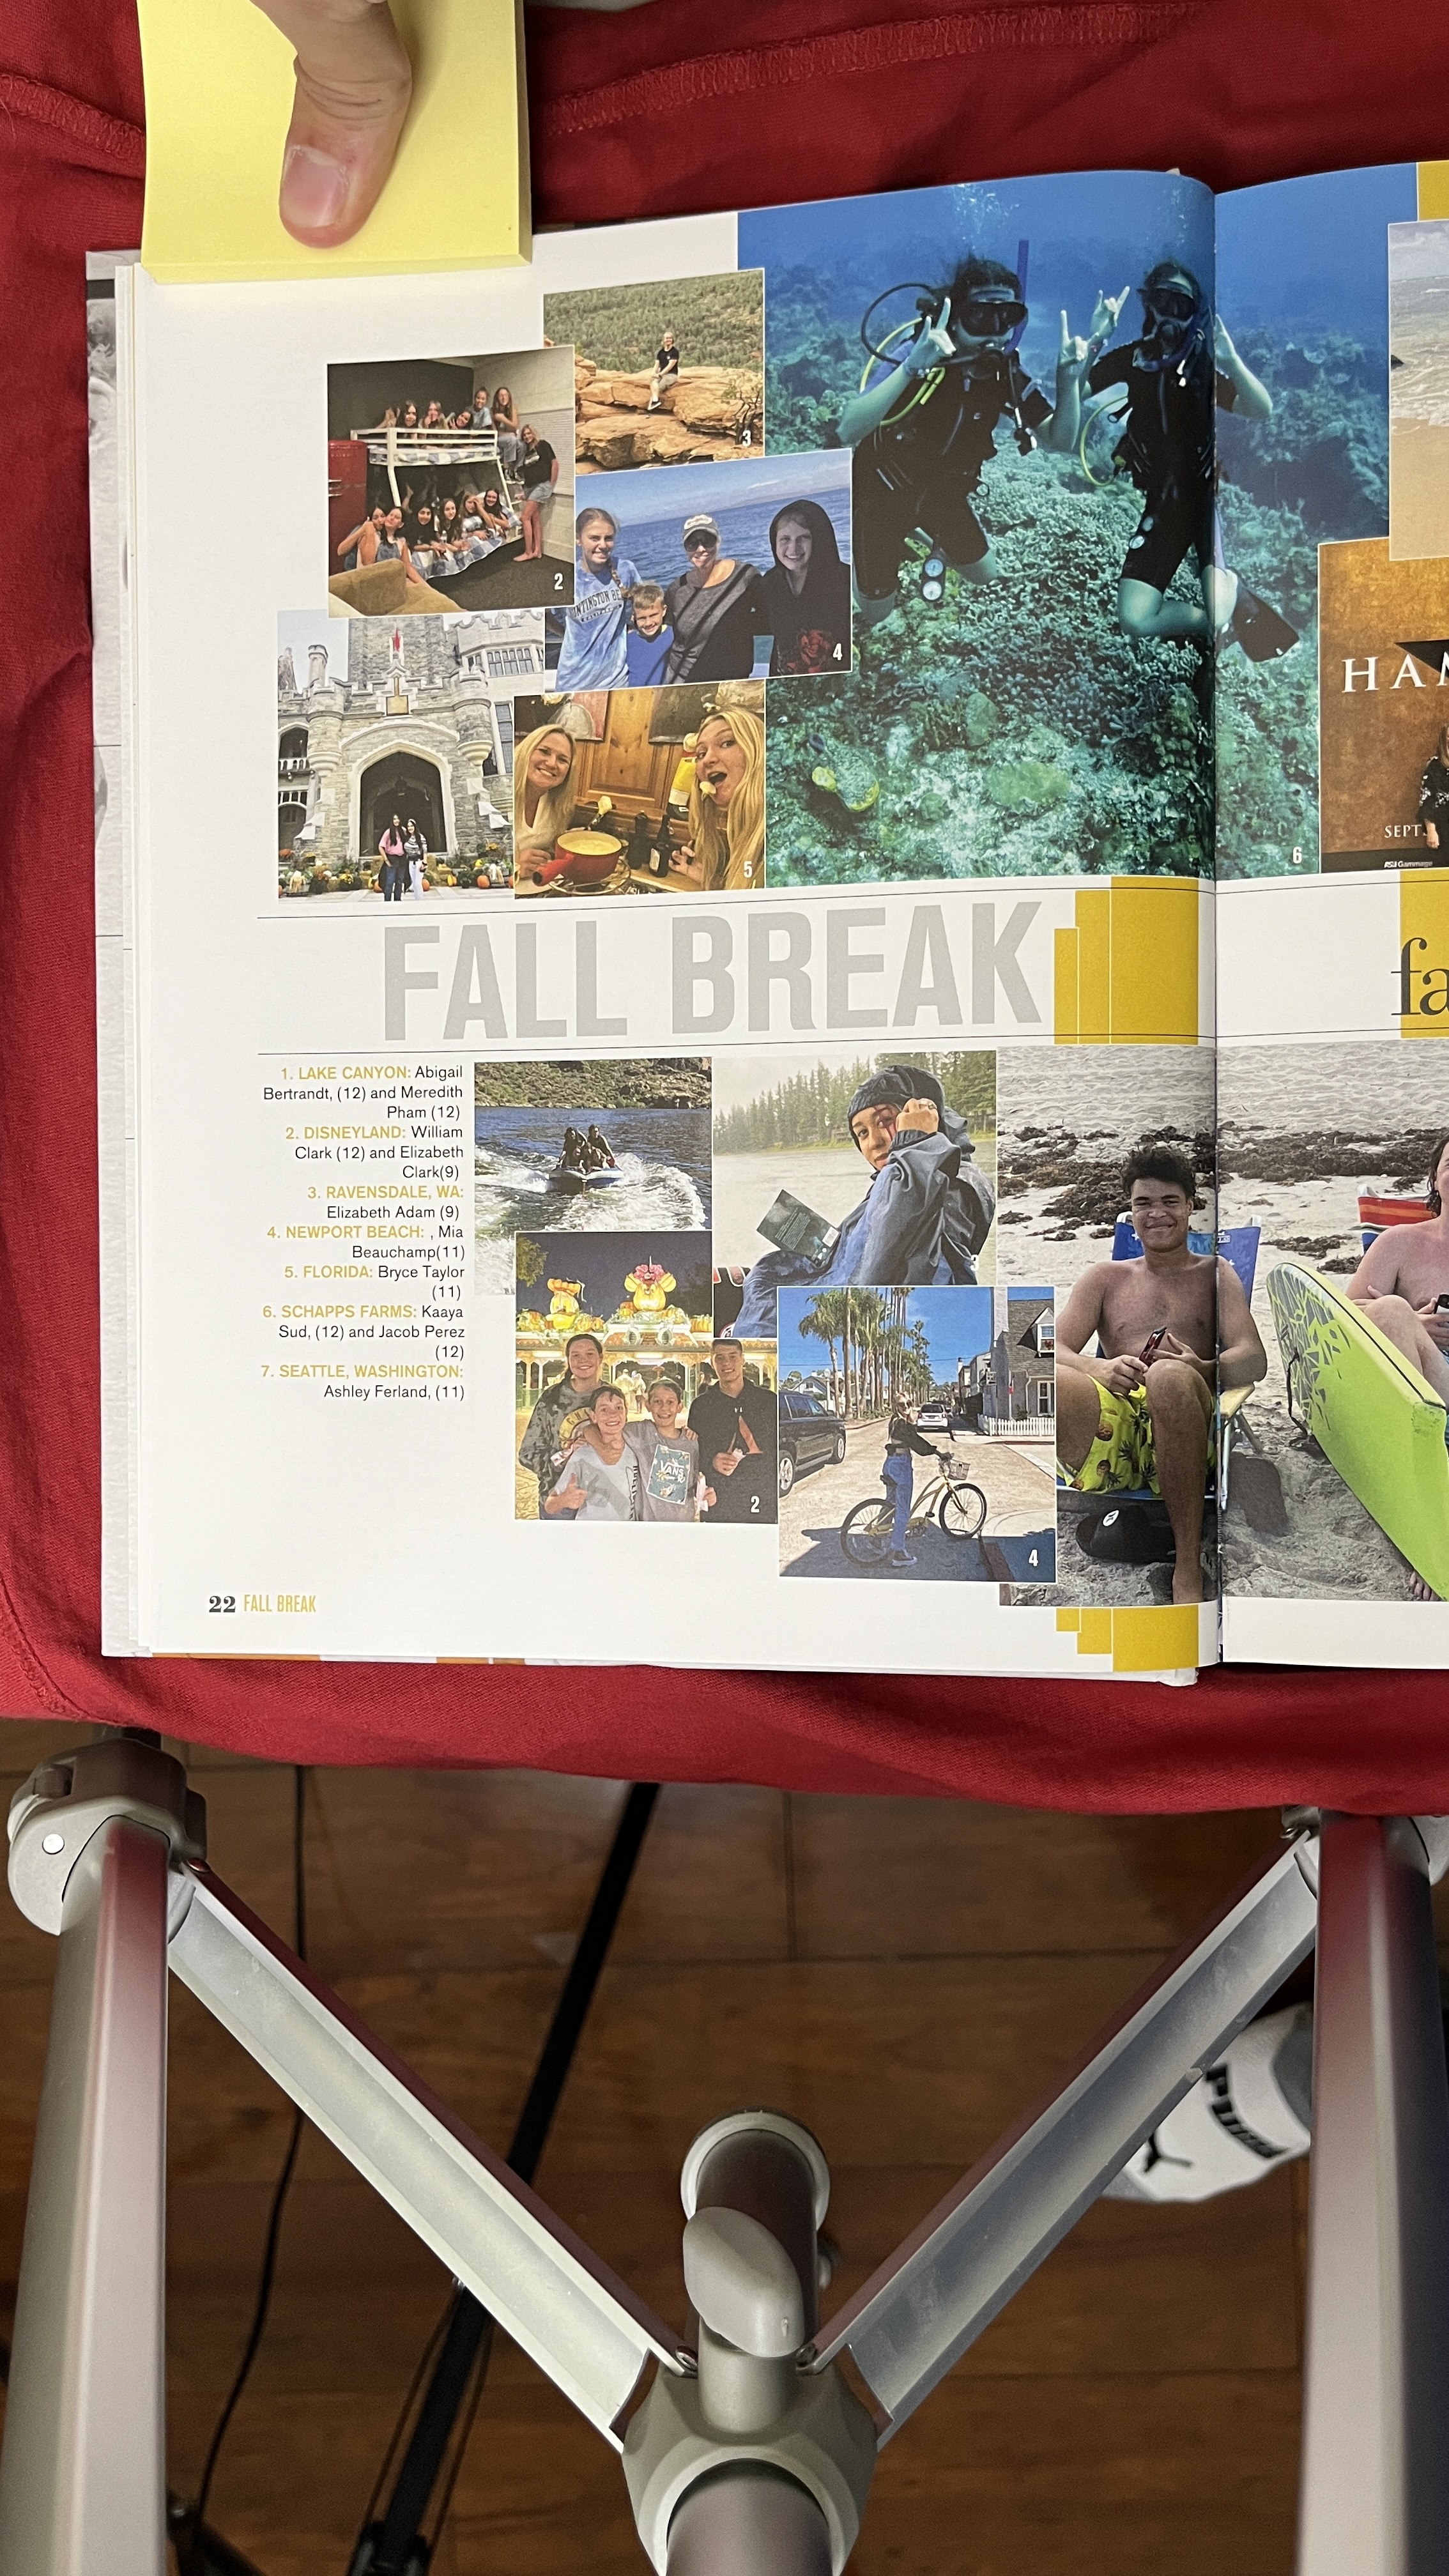 2
3
4
5
6
HAM
SEPT.
ASU Gammage
FALL BREAK
fa
1. LAKE CANYON: Abigail
Bertrandt, (12) and Meredith
Pham (12)
2. DISNEYLAND: William
Clark (12) and Elizabeth
Clark(9)
3. RAVENSDALE, WA:
Elizabeth Adam (9)
4. NEWPORT BEACH: , Mia
Beauchamp(11)
5. FLORIDA: Bryce Taylor
(11)
6. SCHAPPS FARMS: Kaaya
Sud, (12) and Jacob Perez
(12)
7. SEATTLE, WASHINGTON:
Ashley Ferland, (11)
VANS
2
4
22 FALL BREAK
PUMA